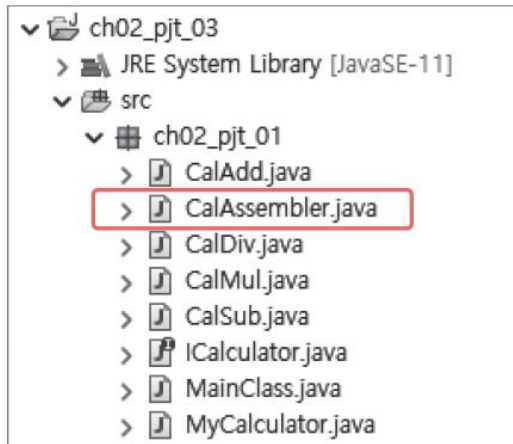 ch02_pjt_03
JRE System Library [JavaSE-11]
src
ch02_pjt_01
CalAdd.java
CalAssembler.java
CalDiv.java
CalMul.java
CalSub.java
ICalculator.java
MainClass.java
MyCalculator.java